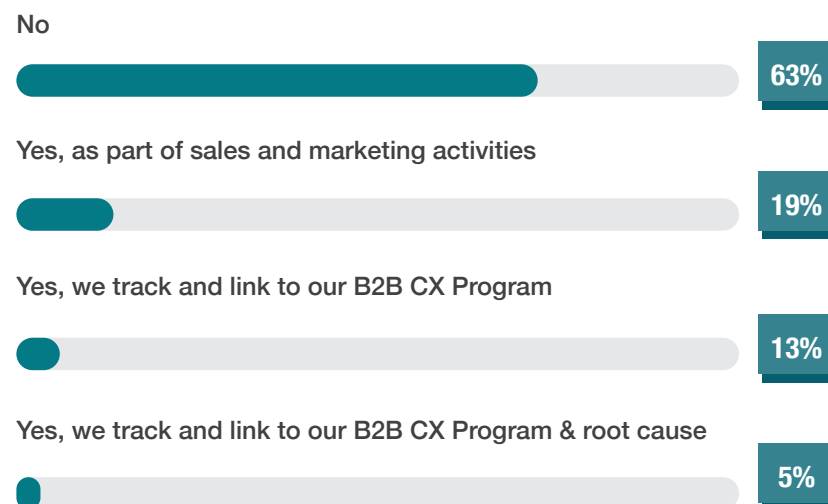 No
63%
Yes, as part of sales and marketing activities
19%
Yes, we track and link to our B2B CX Program
13%
Yes, we track and link to our B2B CX Program & root cause
5%